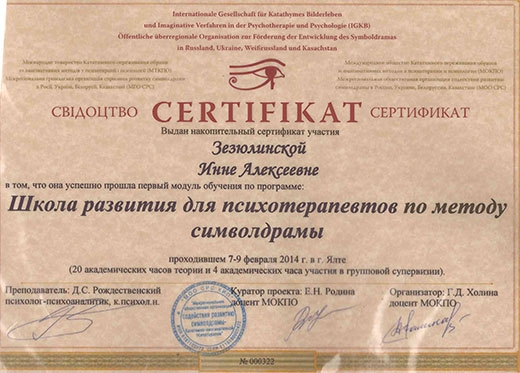 Internationale Gesellschaft für Katathymes Bilderleben
und Imaginative Verfahren in der Psychotherapie und Psychologie (IGKB)
Öffentliche überregionale Organisation zur Förderung der Entwicklung des Symboldramas
in Russland, Ukraine, Weißrussland und Kasachstan
СВІДОЦТВО CERTIFIKAT СЕРТИФИКАТ
Выдан накопительный сертификат участия
Зезюлинской
Инне Алексеевне
в том, что она успешно прошла первый модуль обучения по программе:
Школа развития для психотерапевтов по методу
символдрамы
проходившем 7-9 февраля 2014 г в г. Ялте
(20 академических часов теории и 4 академических часа участия в групповой супервизии).
Преподаватель: Д.С. Рождественский
психолог-психоаналитик, к.психол.н.
Куратор проекта: Е.Н. Родина
доцент МОКПО
Организатор: Г.Д. Холина
доцент МОКПО
СОДЕЙСТВИЯ РАЗВИТИЮ
СИМВОЛДРАМЫ
№ 000322